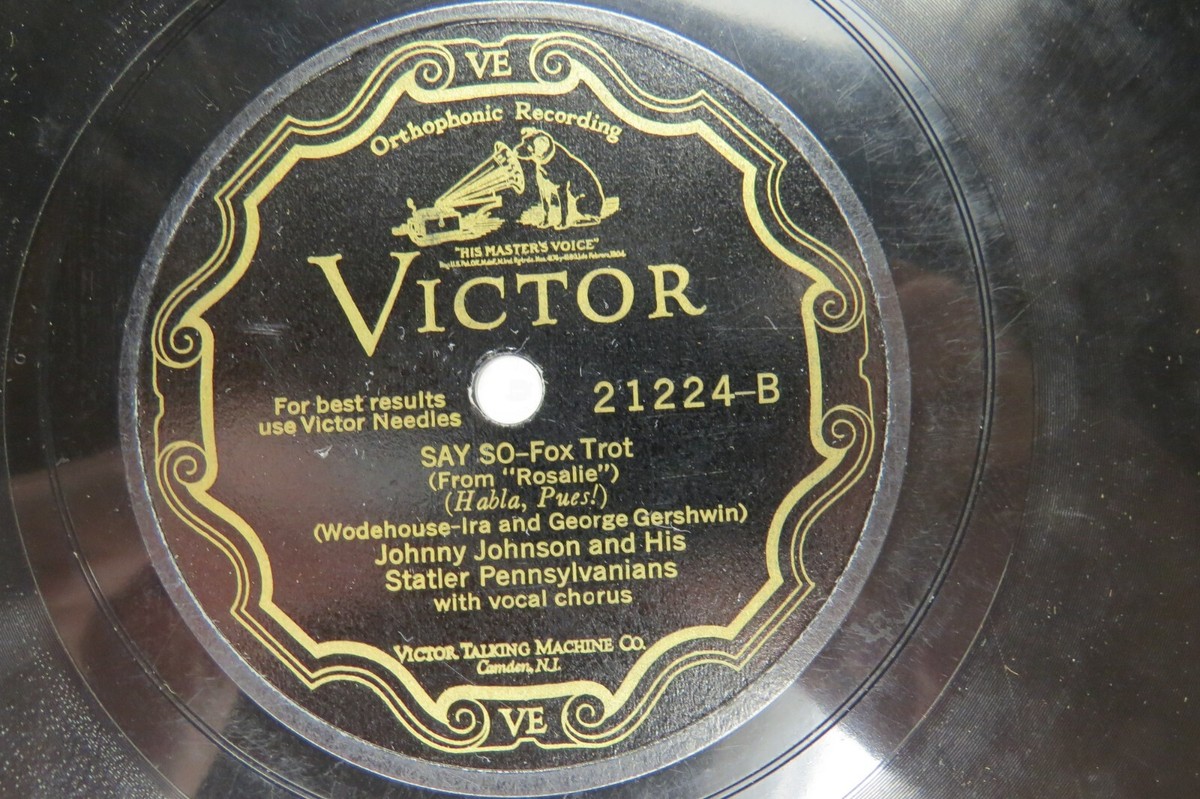 VE
Orthophonic Recording
"HIS MASTER'S VOICE"
VICTOR
For best results
use Victor Needles
21224-B
SAY SO-Fox Trot
(From "Rosalie")
(Habla, Pues!)
(Wodehouse-Ira and George Gershwin)
Johnny Johnson and His
Statler Pennsylvanians
with vocal chorus
VICTOR TALKING MACHINE CO.
Camden, N.J.
VE